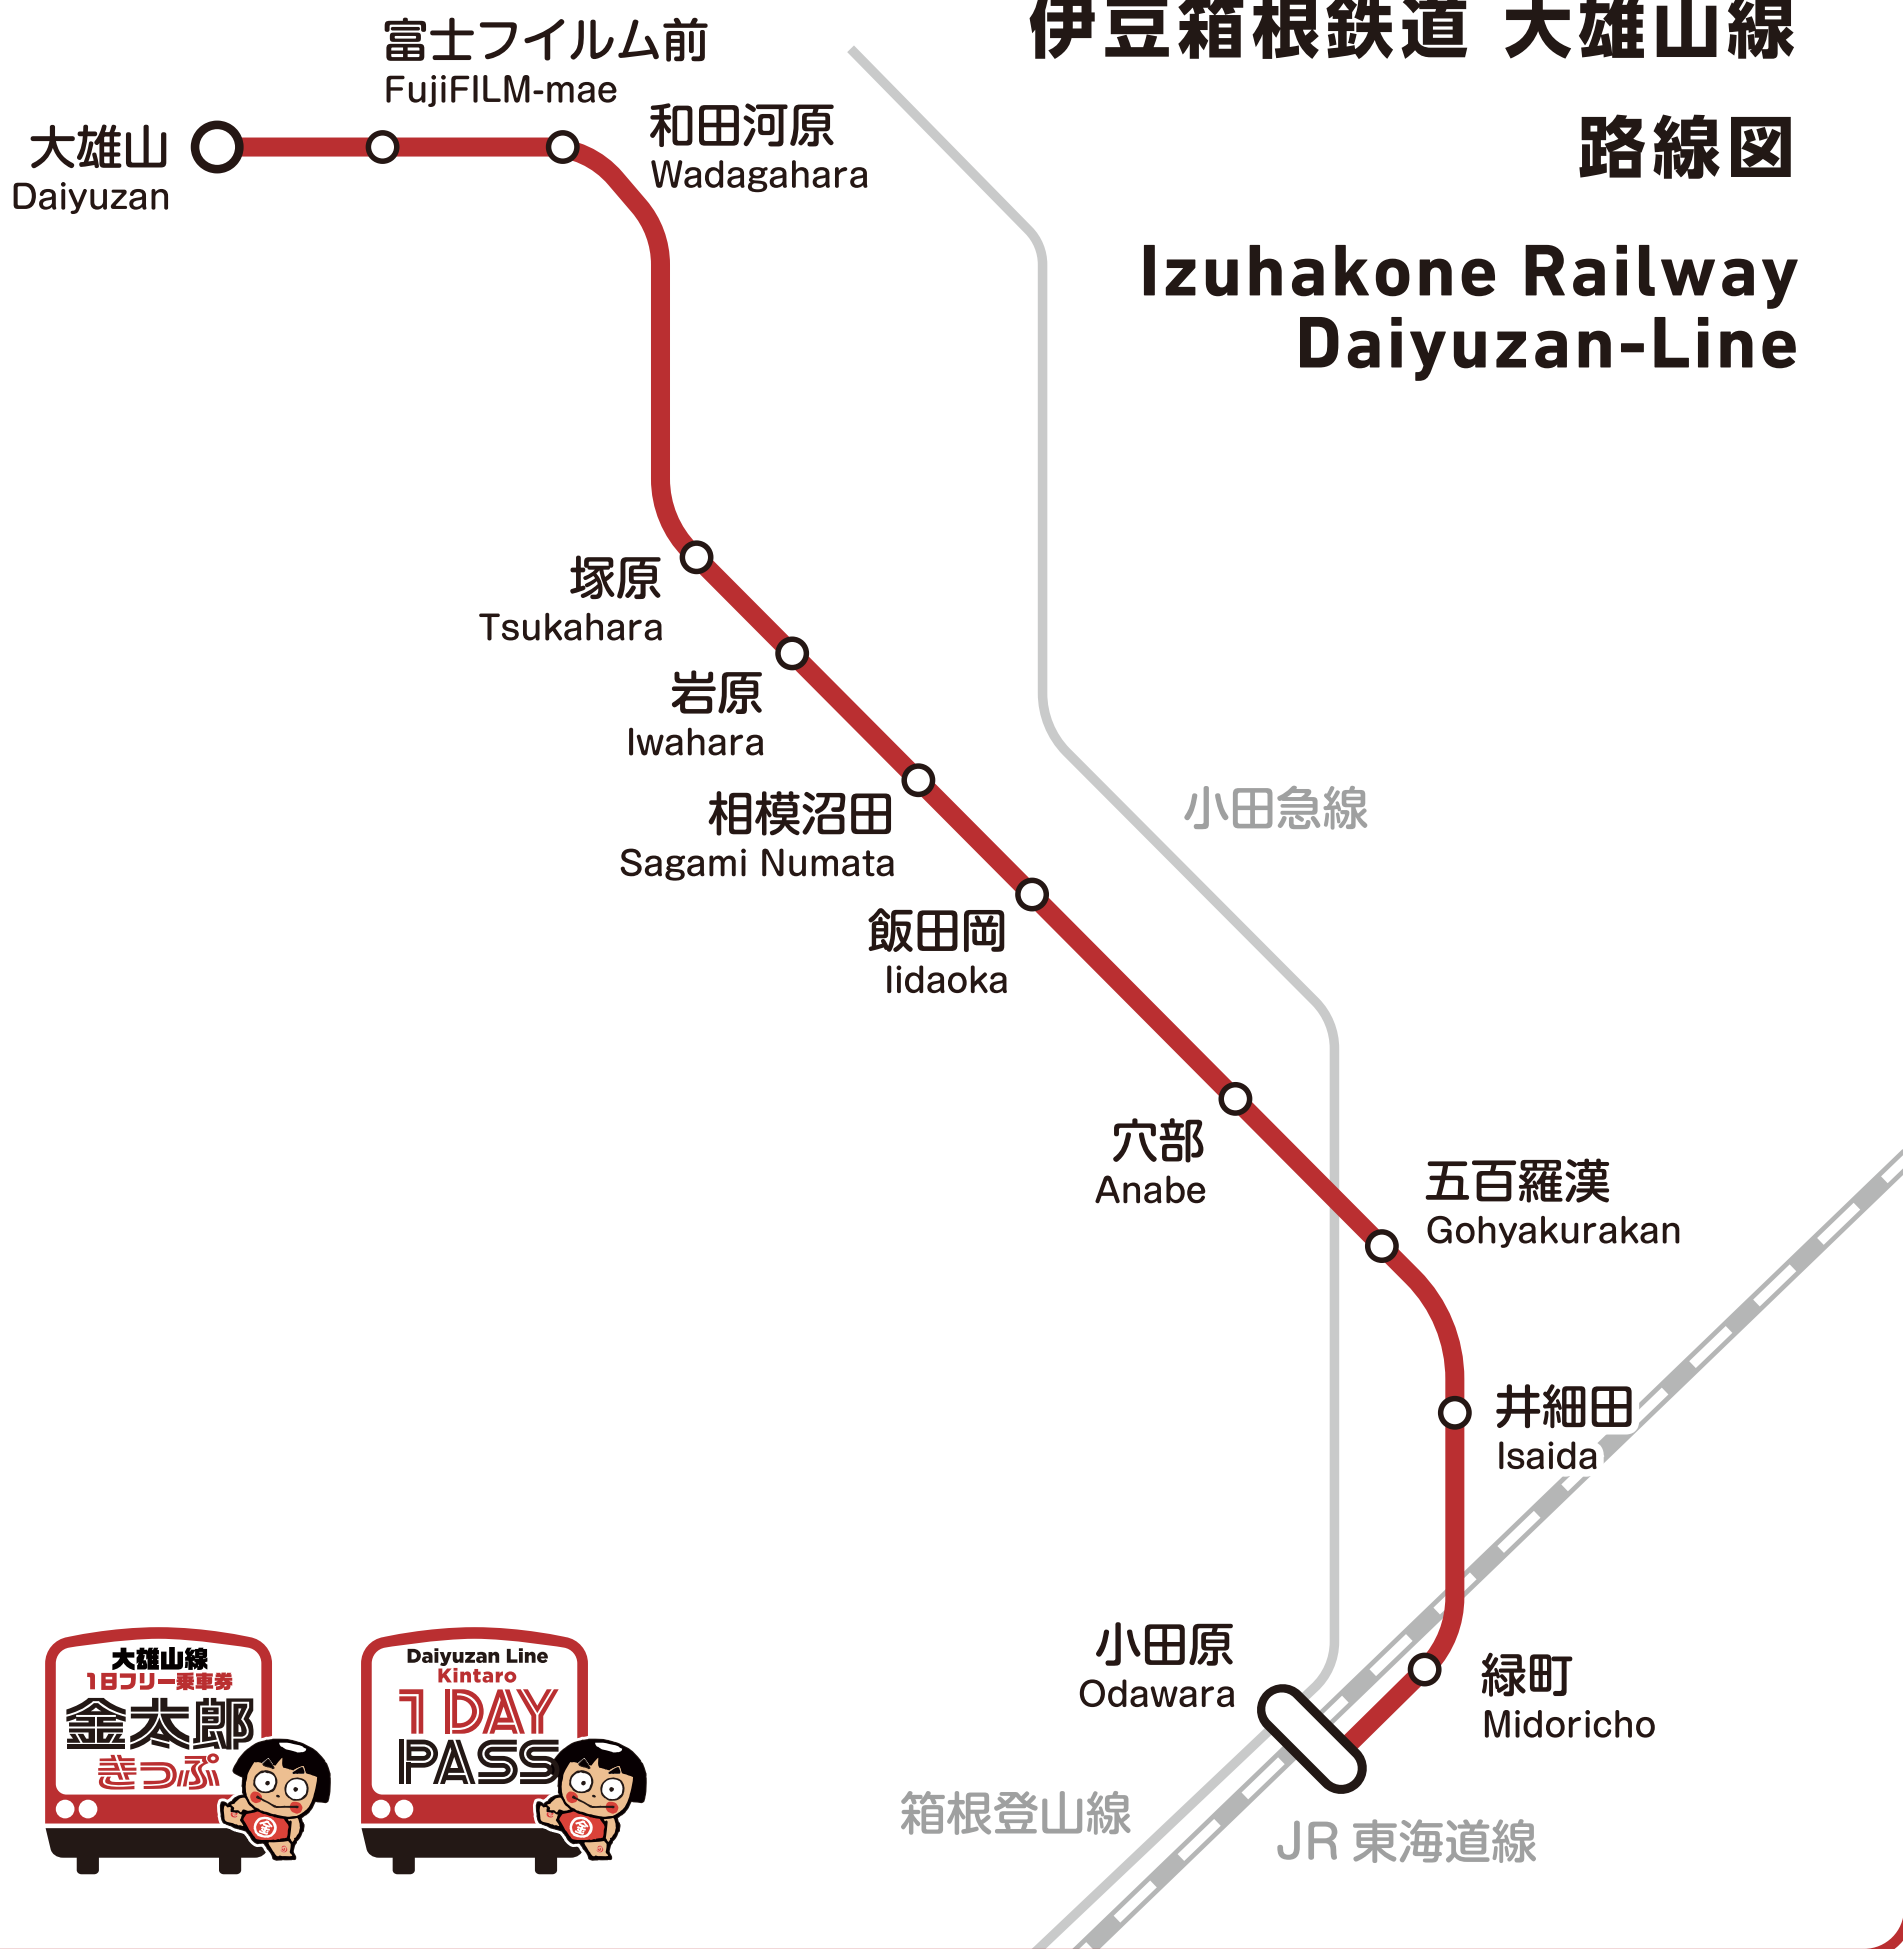 伊豆箱根鉄道 大雄山線
路線図
Izuhakone Railway
Daiyuzan-Line
大雄山
Daiyuzan
富士フイルム前
FujiFILM-mae
和田河原
Wadagahara
塚原
Tsukahara
岩原
Iwahara
相模沼田
Sagami Numata
飯田岡
Iidaoka
穴部
Anabe
五百羅漢
Gohyakurakan
井細田
Isaida
緑町
Midoricho
小田原
Odawara
小田急線
箱根登山線
JR 東海道線
大雄山線
1日フリー乗車券
金太郎
きっぷ
金
Daiyuzan Line
Kintaro
1 DAY
PASS
金